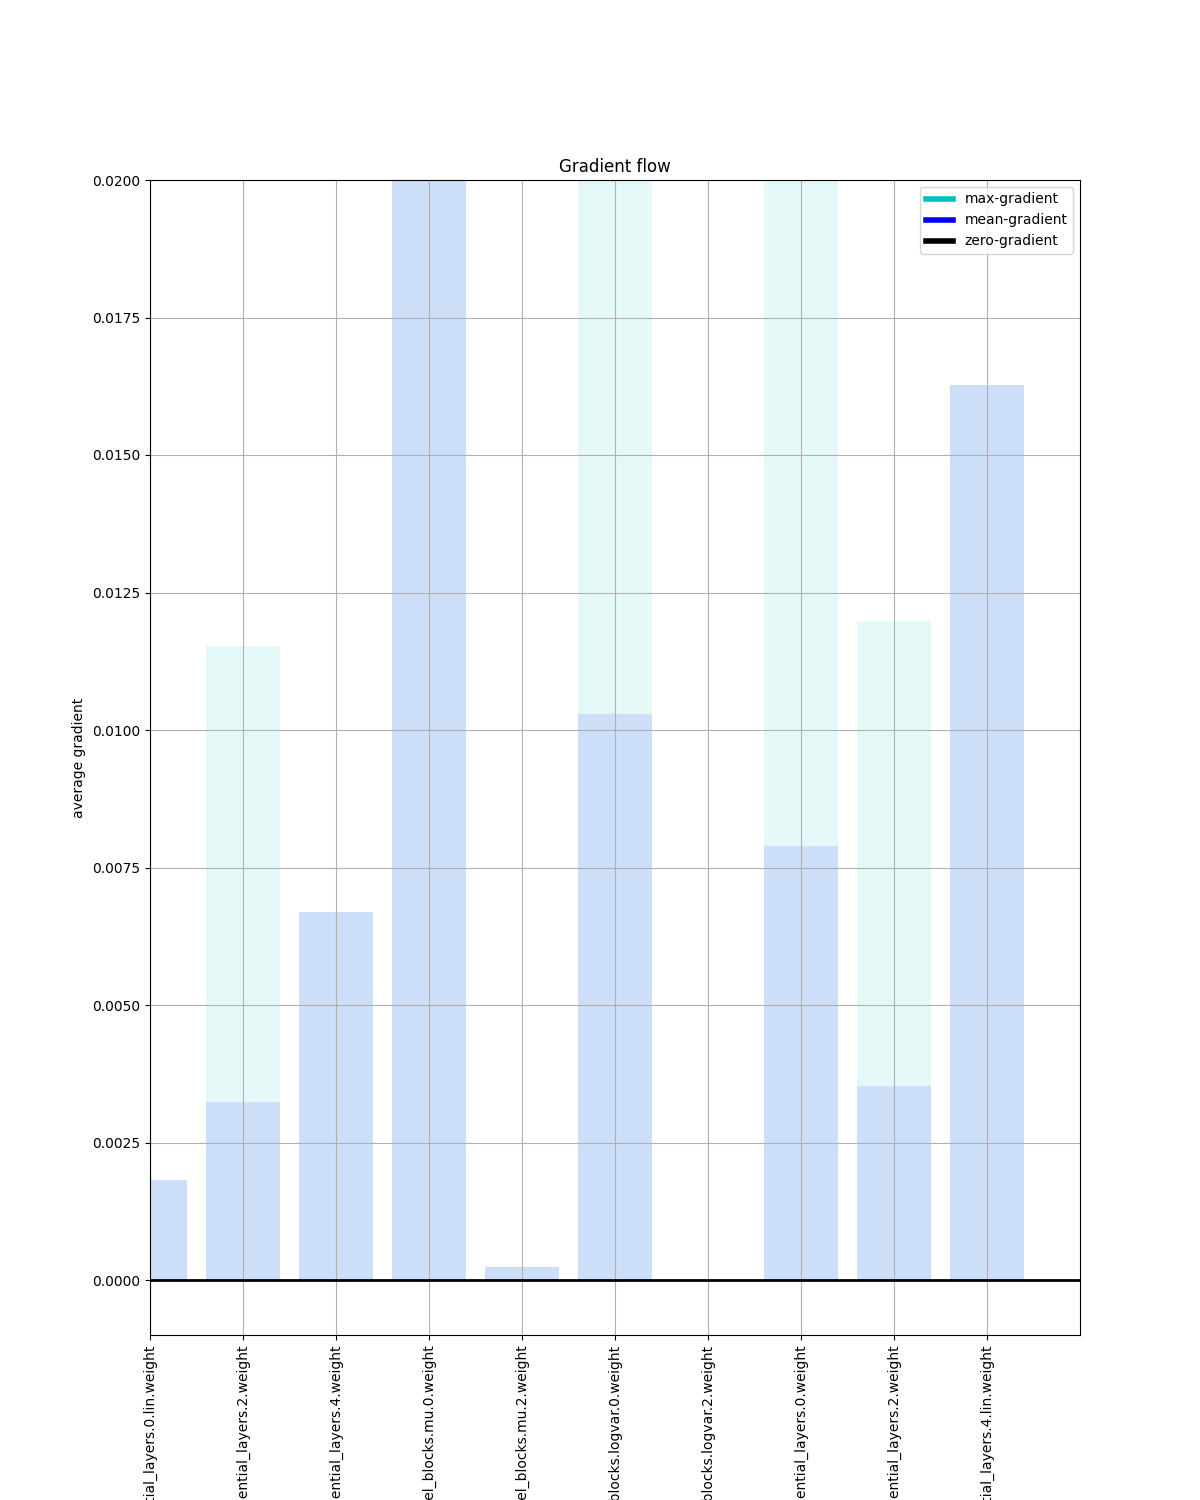 Gradient flow
max-gradient
mean-gradient
zero-gradient
0.0200
0.0175
0.0150
0.0125
0.0100
0.0075
0.0050
0.0025
0.0000
average gradient
tial_layers.0.lin.weight
ential_layers.2.weight
ential_layers.4.weight
el_blocks.mu.0.weight
el_blocks.mu.2.weight
blocks.logvar.0.weight
blocks.logvar.2.weight
ential_layers.0.weight
ential_layers.2.weight
tial_layers.4.lin.weight